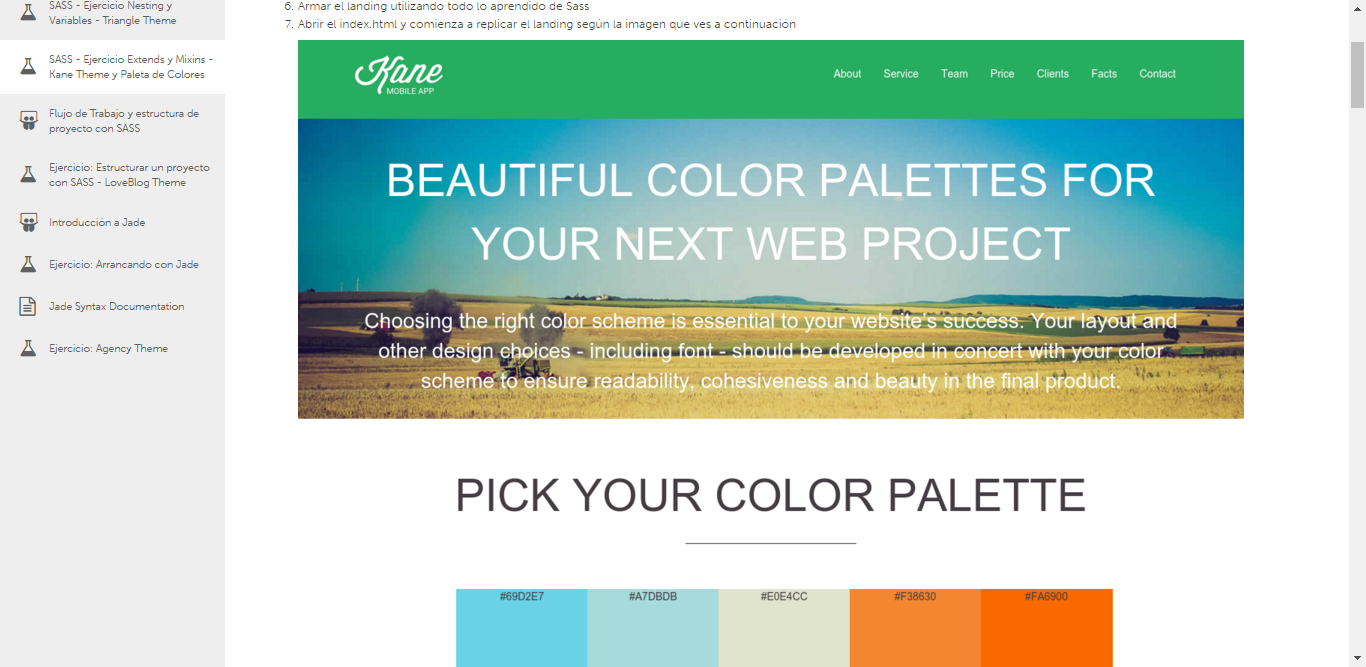 SASS - Ejercicio Nesting y
Variables - Triangle Theme
SASS - Ejercicio Extends y Mixins -
Kane Theme y Paleta de Colores
Flujo de Trabajo y estructura de
proyecto con SASS
Ejercicio: Estructurar un proyecto
con SASS - LoveBlog Theme
Introducción a Jade
Ejercicio: Arrancando con Jade
Jade Syntax Documentation
Ejercicio: Agency Theme
6. Armar el landing utilizando todo lo aprendido de Sass
7. Abrir el index.html y comienza a replicar el landing según la imagen que ves a continuación
Kane
MOBILE APP
About Service Team Price Clients Facts Contact
BEAUTIFUL COLOR PALETTES FOR
YOUR NEXT WEB PROJECT
Choosing the right color scheme is essential to your website's success. Your layout and
other design choices - including font - should be developed in concert with your color
scheme to ensure readability, cohesiveness and beauty in the final product.
PICK YOUR COLOR PALETTE
#69D2E7 #A7DBDB #E0E4CC #F38630 #FA6900